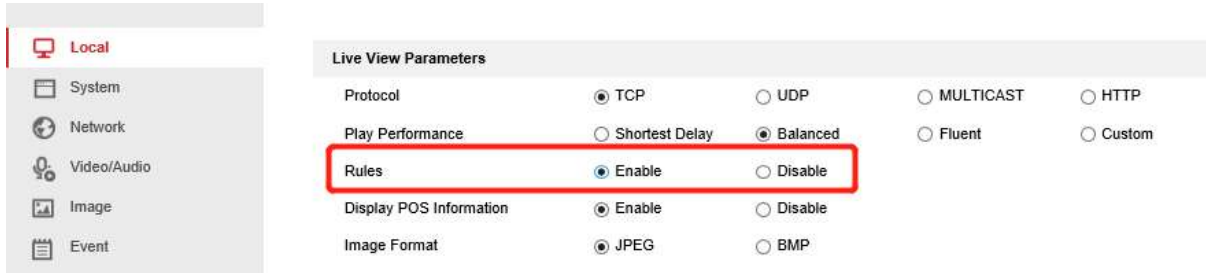 Local
System
Network
Video/Audio
Image
Event
Live View Parameters
Protocol TCP UDP MULTICAST HTTP
Play Performance Shortest Delay Balanced Fluent Custom
Rules Enable Disable
Display POS Information Enable Disable
Image Format JPEG BMP